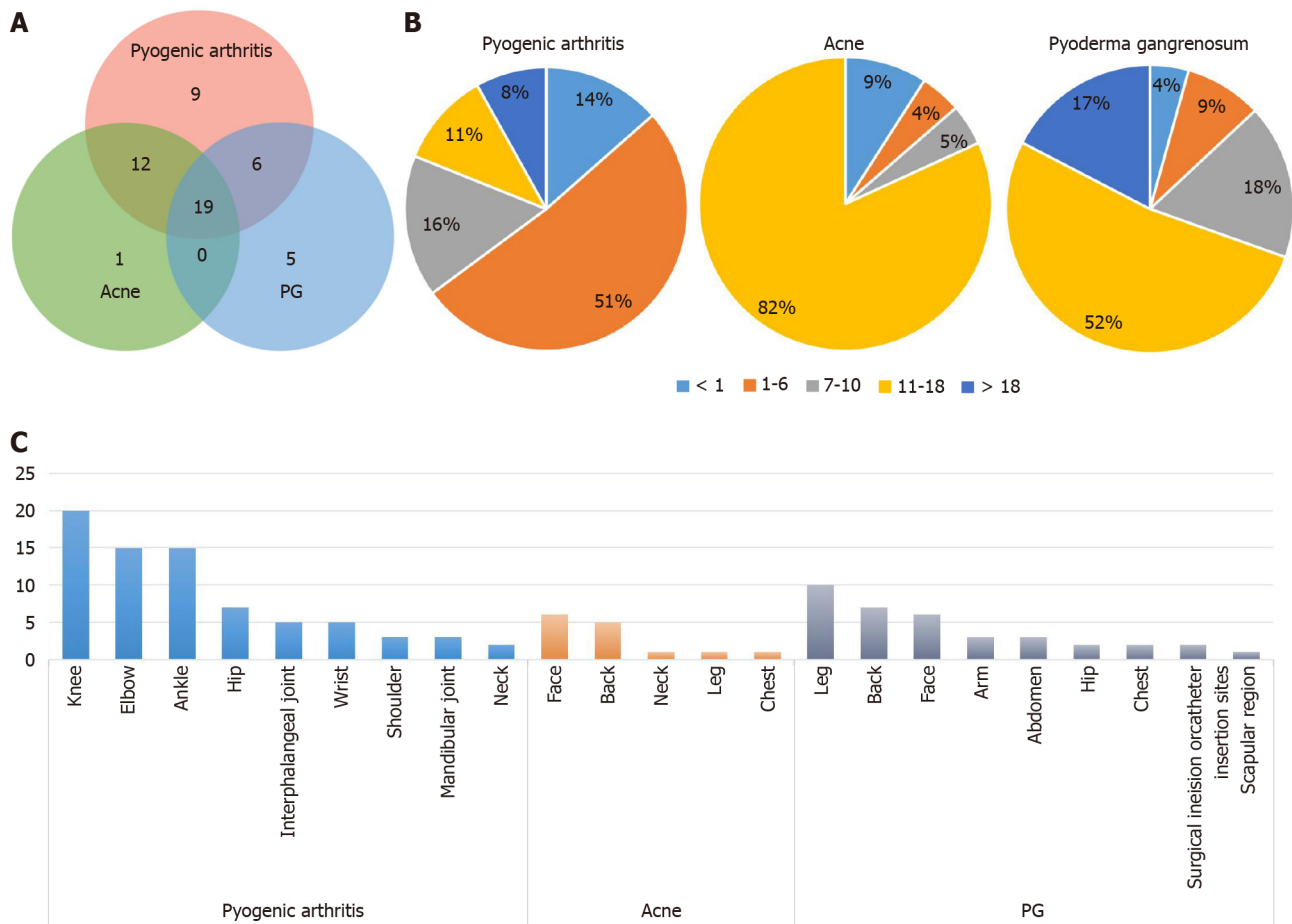 A
Pyogenic arthritis
9
12
6
19
0
1
5
Acne
PG
B
Pyogenic arthritis
14%
51%
16%
11%
8%
Acne
9%
4%
5%
82%
Pyoderma gangrenosum
4%
9%
18%
52%
17%
< 1
1-6
7-10
11-18
> 18
C
25
20
15
10
5
0
Knee
Elbow
Ankle
Hip
Interphalangeal joint
Wrist
Shoulder
Mandibular joint
Neck
Face
Back
Neck
Leg
Chest
Leg
Back
Face
Arm
Abdomen
Hip
Chest
Surgical ineision orcatheter
insertion sites
Scapular region
Pyogenic arthritis
Acne
PG